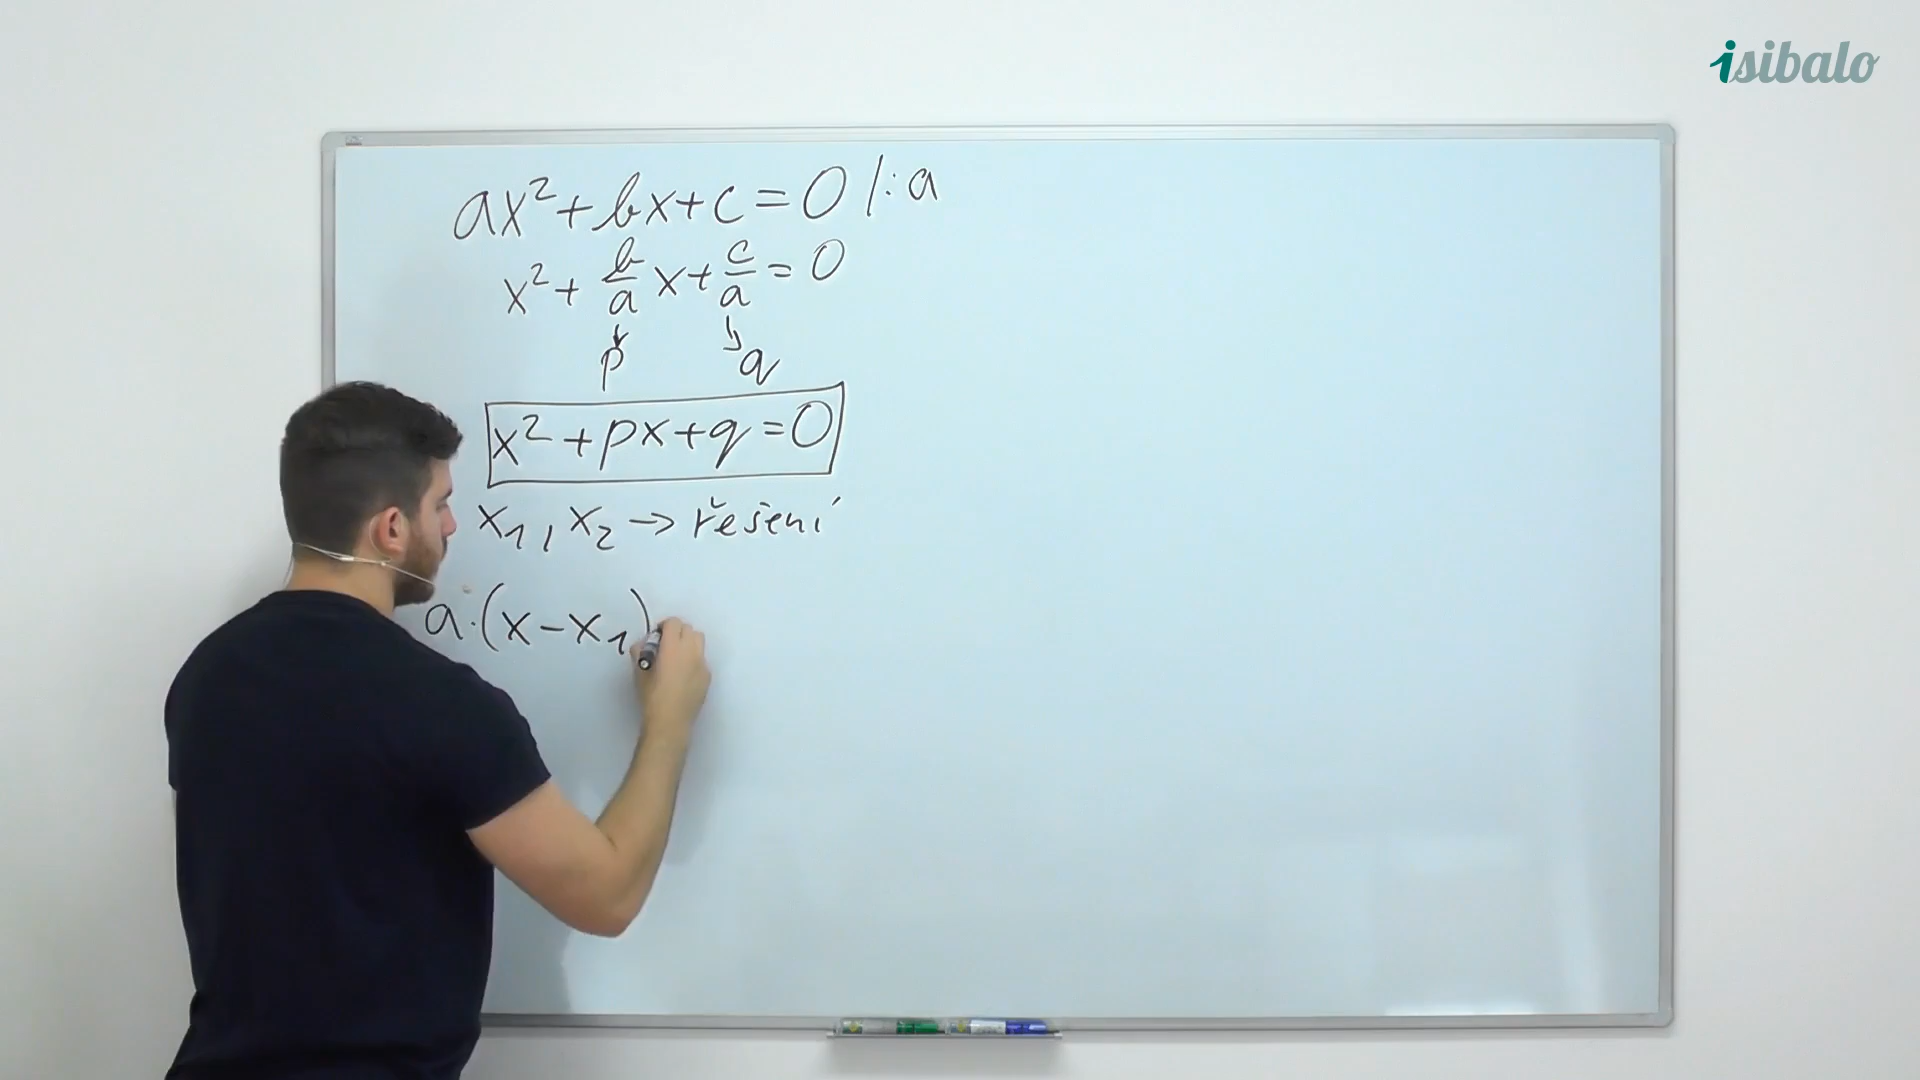 isibalo
ax²+bx+c=0 /:a
x²+ b/a x+ c/a =0
p q
x²+px+q=0
x₁, x₂ → řešení
a·(x-x₁)